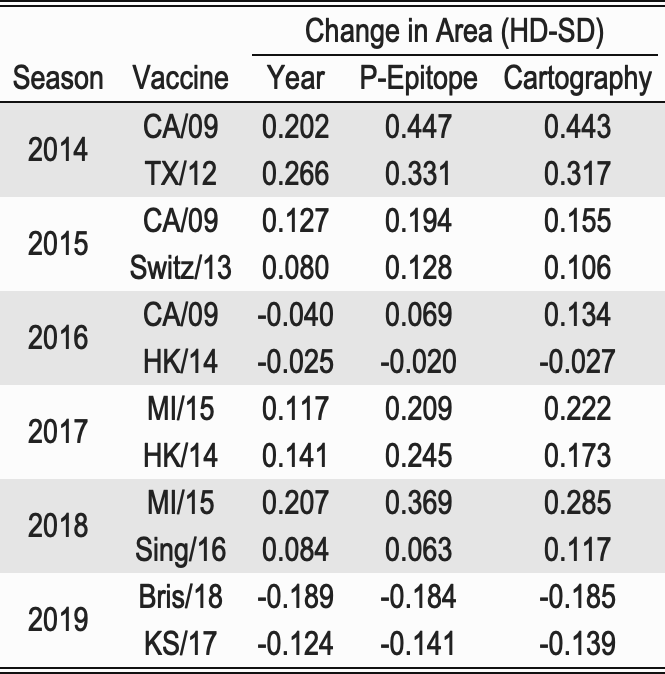 Change in Area (HD-SD)
Season Vaccine Year P-Epitope Cartography
2014
CA/09 0.202 0.447 0.443
TX/12 0.266 0.331 0.317
2015
CA/09 0.127 0.194 0.155
Switz/13 0.080 0.128 0.106
2016
CA/09 -0.040 0.069 0.134
HK/14 -0.025 -0.020 -0.027
2017
MI/15 0.117 0.209 0.222
HK/14 0.141 0.245 0.173
2018
MI/15 0.207 0.369 0.285
Sing/16 0.084 0.063 0.117
2019
Bris/18 -0.189 -0.184 -0.185
KS/17 -0.124 -0.141 -0.139